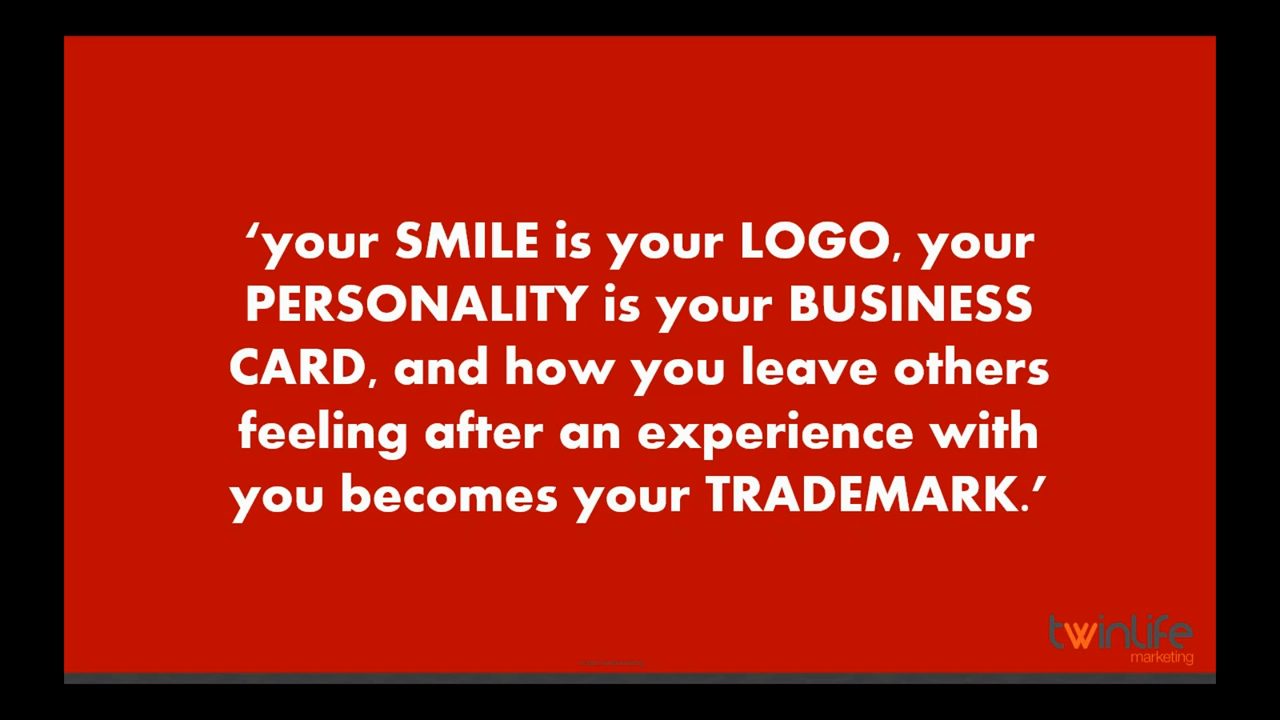 ‘your SMILE is your LOGO, your
PERSONALITY is your BUSINESS
CARD, and how you leave others
feeling after an experience with
you becomes your TRADEMARK.’
twinlife
marketing